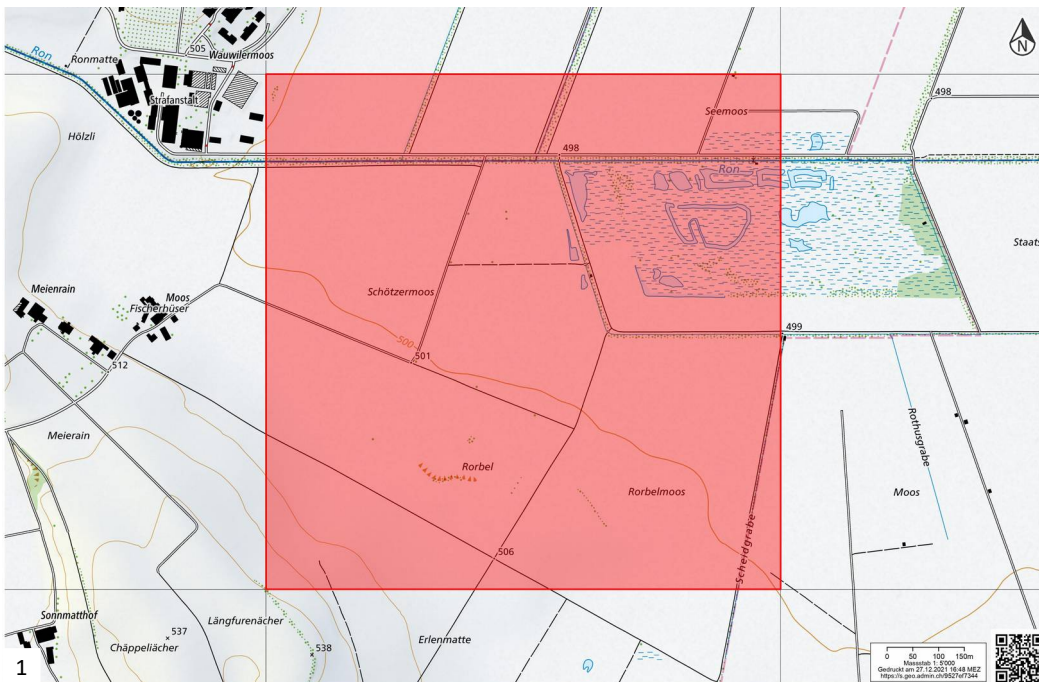 505
Wauwilermoos
Ron
Ronmatte
Strafanstalt
N
498
Seemoos
Hölzli
498
Ron
Staats
Meienrain
Moos
Fischerhüser
Schötzermoos
499
500
501
512
Meierain
Rothusgrabe
Rorbel
Rorbelmoos
Moos
Scheidgrabe
506
Längfurenächer
Sonnmatthof
537
Chäppeliächer
538
Erlenmatte
0 50 100 150m
Massstab 1: 5'000
Gedruckt am 27.12.2021 16:48 MEZ
https://s.geo.admin.ch/9527ef7344
1